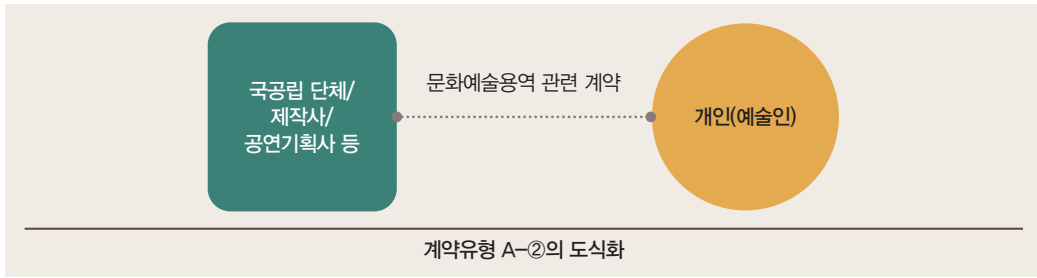 국공립 단체/
제작사/
공연기획사 등
문화예술용역 관련 계약
개인(예술인)
계약유형 A-②의 도식화